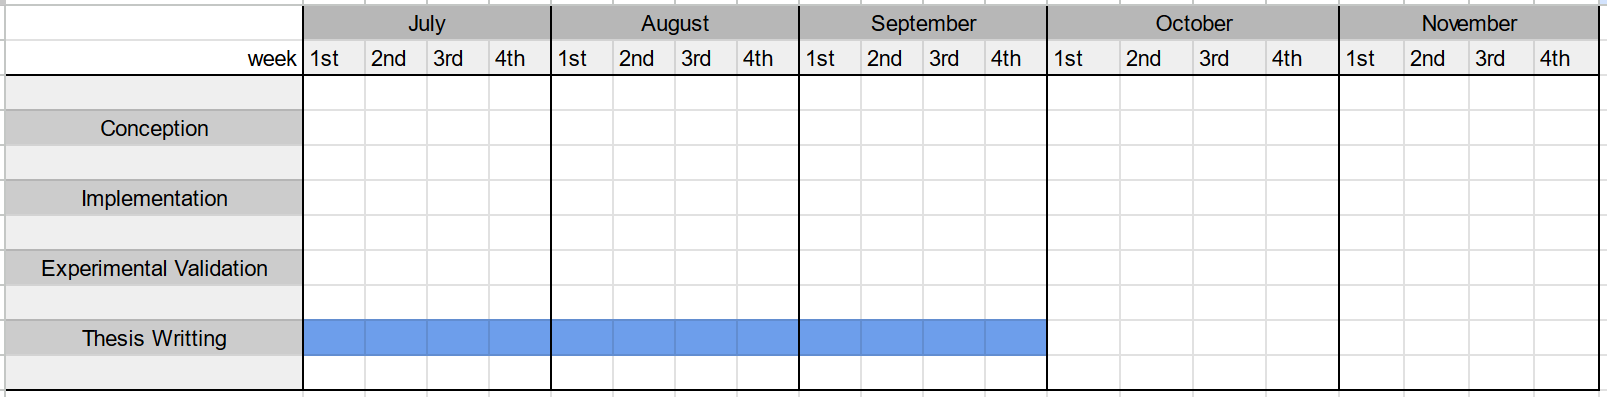 July August September October November
week 1st 2nd 3rd 4th 1st 2nd 3rd 4th 1st 2nd 3rd 4th 1st 2nd 3rd 4th 1st 2nd 3rd 4th
Conception
Implementation
Experimental Validation
Thesis Writting